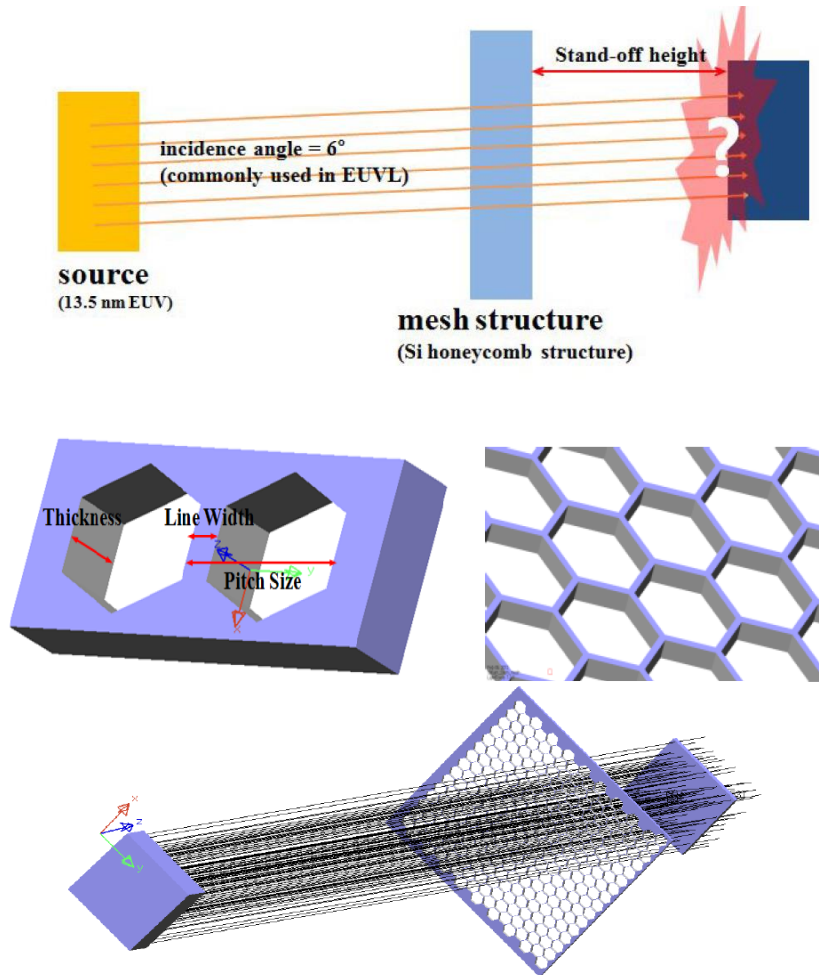 Stand-off height
incidence angle = 6°
(commonly used in EUVL)
?
source
(13.5 nm EUV)
mesh structure
(Si honeycomb structure)
Thickness
Line Width
z
y
Pitch Size
x
x
z
y